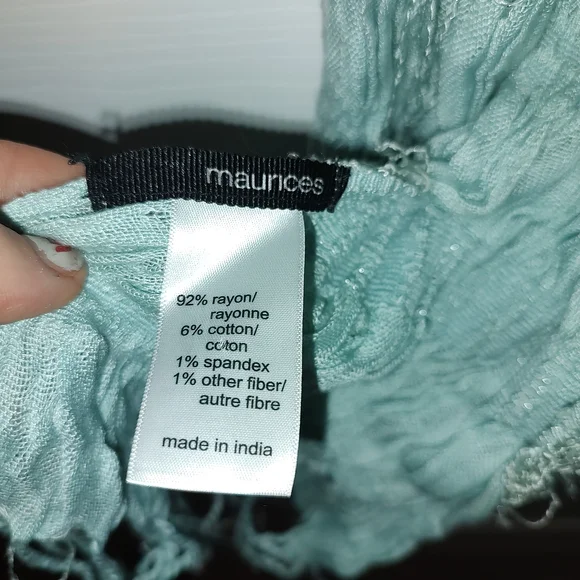 maurices
92% rayon/
rayonne
6% cotton/
coton
1% spandex
1% other fiber/
autre fibre
made in india